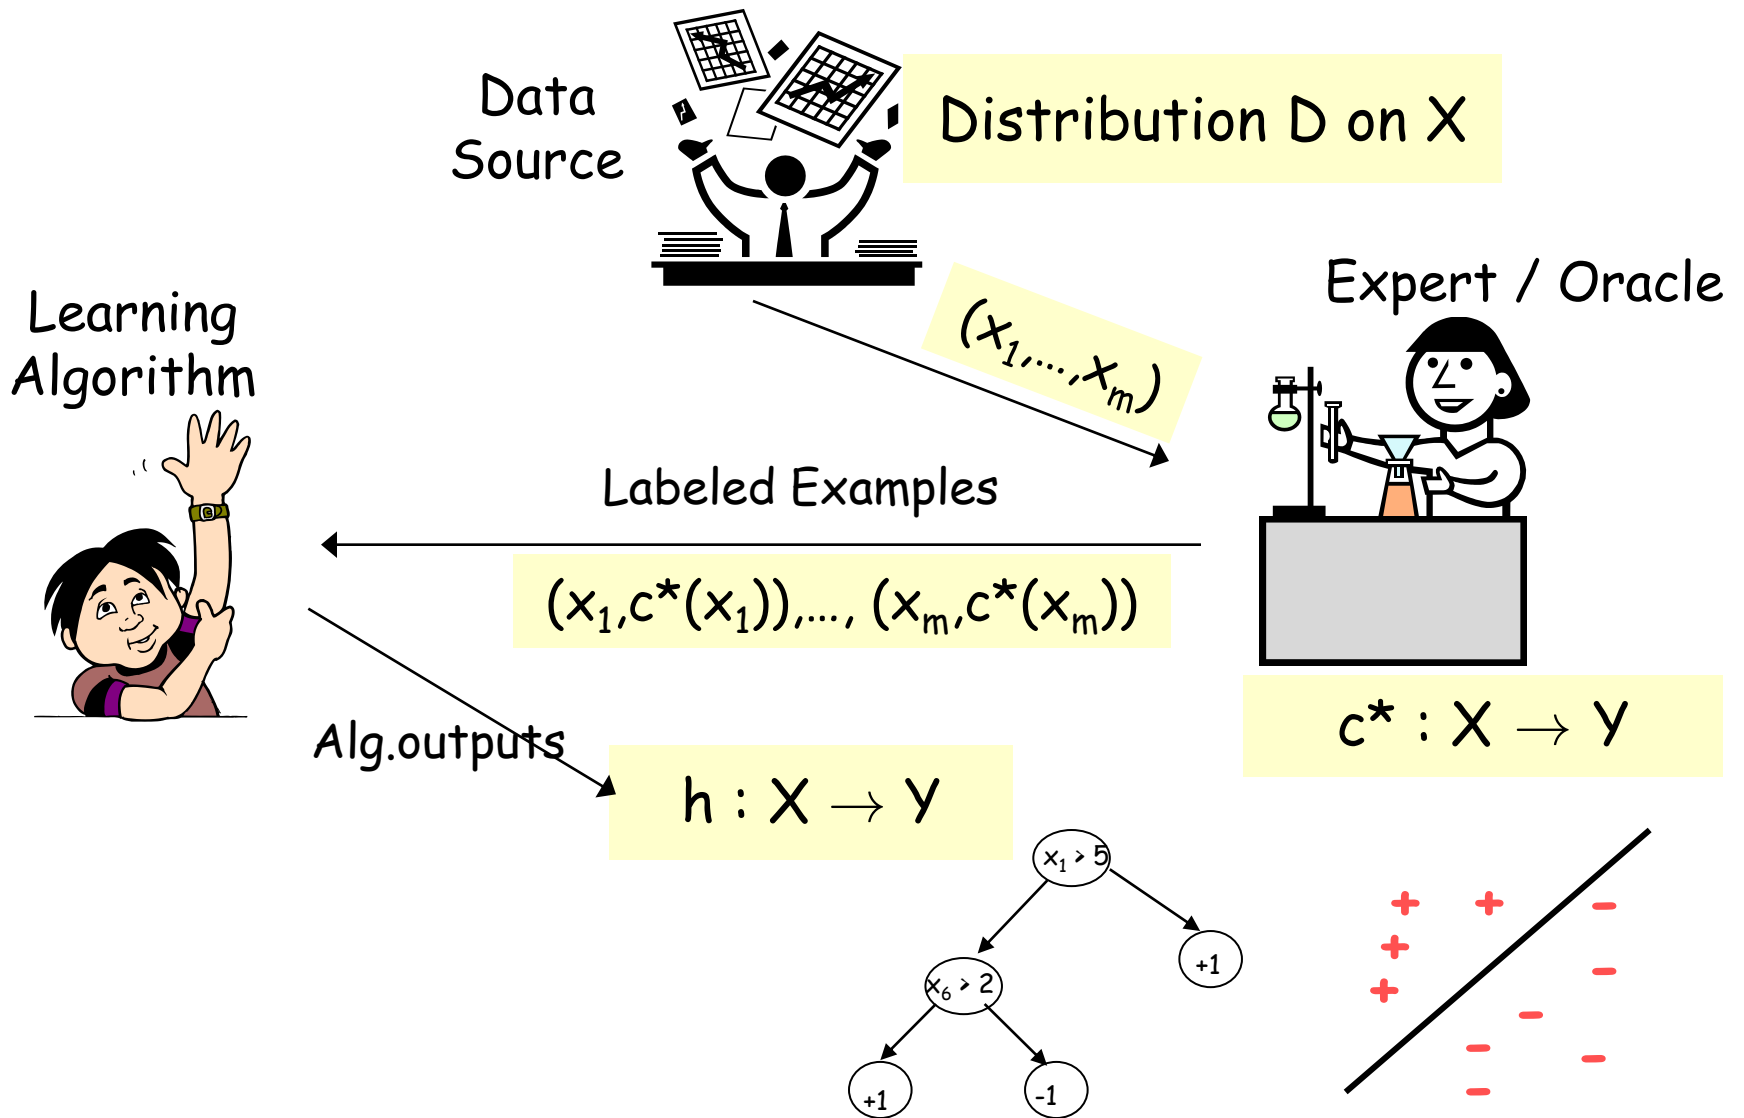 Data
Source
Distribution D on X
Expert / Oracle
Learning
Algorithm
(x₁,...,xₘ)
Labeled Examples
(x₁,c*(x₁)),..., (xₘ,c*(xₘ))
c* : X → Y
Alg.outputs
h : X → Y
x₁ > 5
+1
x₆ > 2
+1
-1
+ + -
+
-
+
-
-
-
-